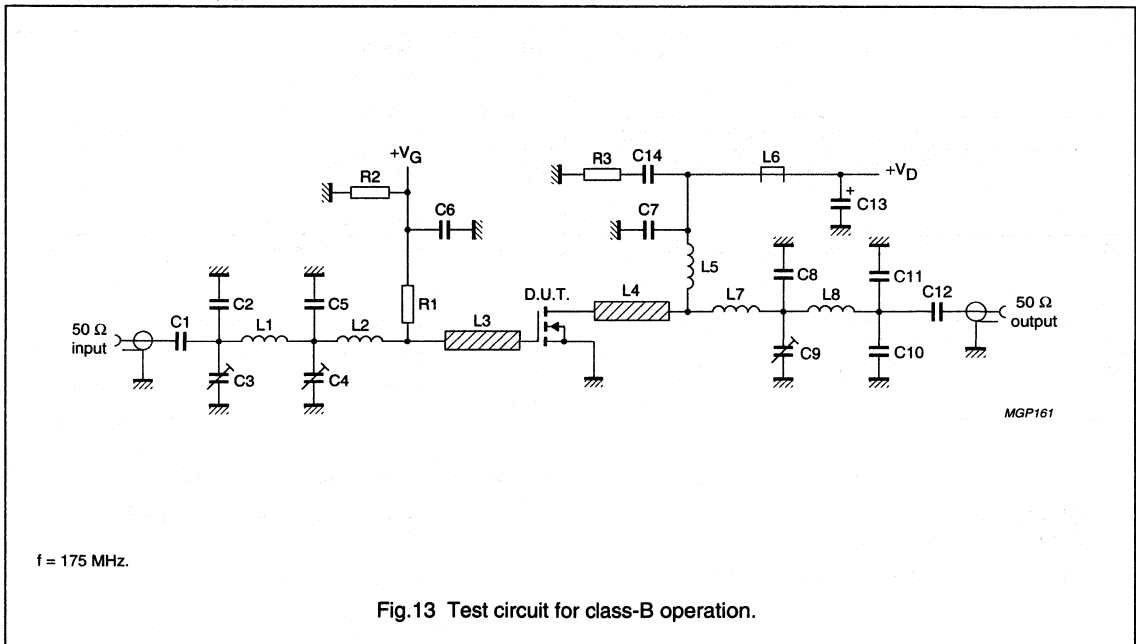 +VG
R2
C6
R1
R3
C14
L6
+VD
C13
C7
L5
D.U.T.
L4
C2
C5
C8
C11
L7
L8
C12
50 Ω
input
C1
L1
L2
L3
50 Ω
output
C3
C4
C9
C10
MGP161
f = 175 MHz.
Fig.13 Test circuit for class-B operation.